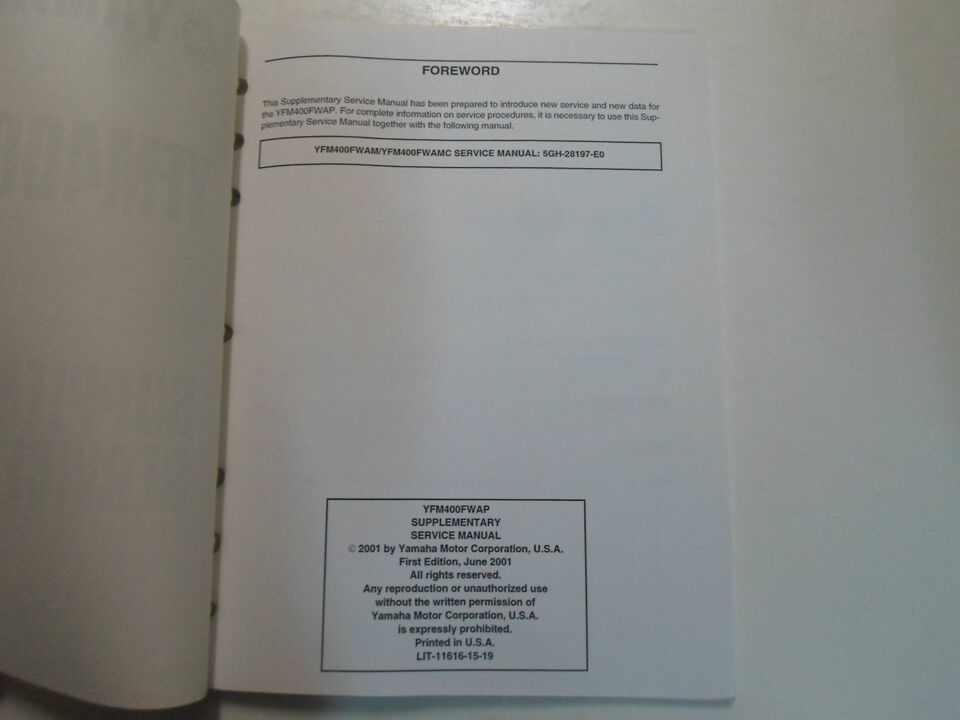 FOREWORD
This Supplementary Service Manual has been prepared to introduce new service and new data for
the YFM400FWAP. For complete information on service procedures, it is necessary to use this Sup-
plementary Service Manual together with the following manual.
YFM400FWAM/YFM400FWAMC SERVICE MANUAL: 5GH-28197-E0
YFM400FWAP
SUPPLEMENTARY
SERVICE MANUAL
© 2001 by Yamaha Motor Corporation, U.S.A.
First Edition, June 2001
All rights reserved.
Any reproduction or unauthorized use
without the written permission of
Yamaha Motor Corporation, U.S.A.
is expressly prohibited.
Printed in U.S.A.
LIT-11616-15-19